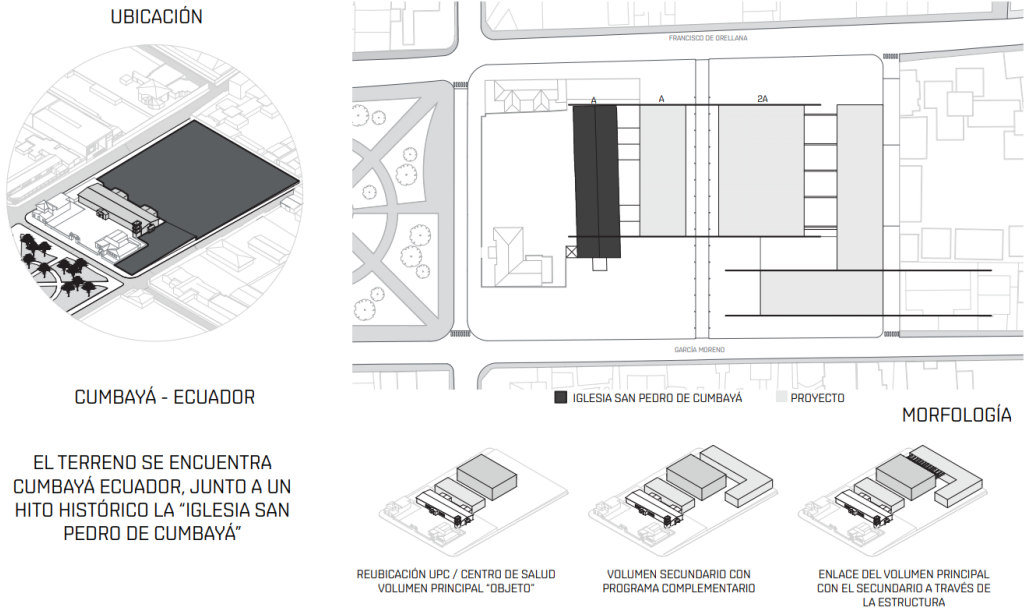 UBICACIÓN
CUMBAYÁ - ECUADOR
EL TERRENO SE ENCUENTRA
CUMBAYÁ ECUADOR, JUNTO A UN
HITO HISTÓRICO LA “IGLESIA SAN
PEDRO DE CUMBAYÁ”
FRANCISCO DE ORELLANA
A
A
2A
GARCÍA MORENO
IGLESIA SAN PEDRO DE CUMBAYÁ
PROYECTO
MORFOLOGÍA
REUBICACIÓN UPC / CENTRO DE SALUD
VOLUMEN PRINCIPAL “OBJETO”
VOLUMEN SECUNDARIO CON
PROGRAMA COMPLEMENTARIO
ENLACE DEL VOLUMEN PRINCIPAL
CON EL SECUNDARIO A TRAVÉS DE
LA ESTRUCTURA